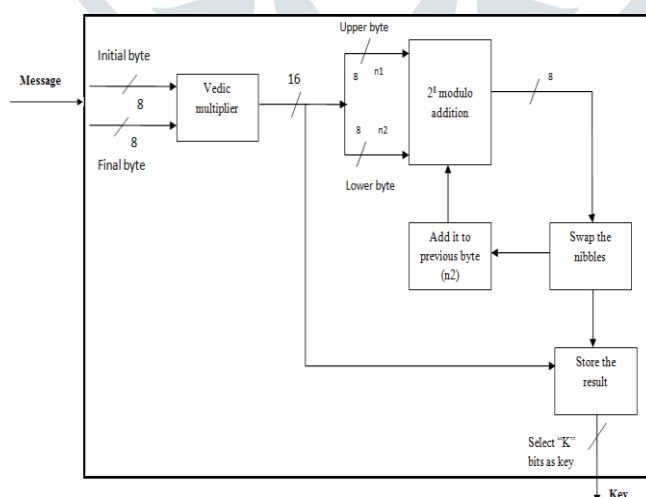 Message
Initial byte
8
8
Final byte
Vedic
multiplier
16
Upper byte
8 n1
8 n2
Lower byte
2⁸ modulo
addition
8
Add it to
previous byte
(n2)
Swap the
nibbles
Store the
result
Select “K”
bits as key
Key